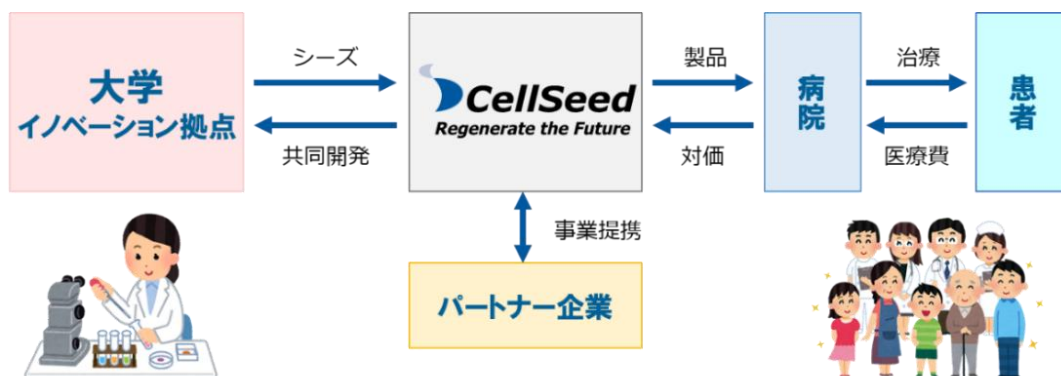 大学
イノベーション拠点
シーズ
共同開発
CellSeed
Regenerate the Future
製品
対価
病院
治療
医療費
患者
事業提携
パートナー企業